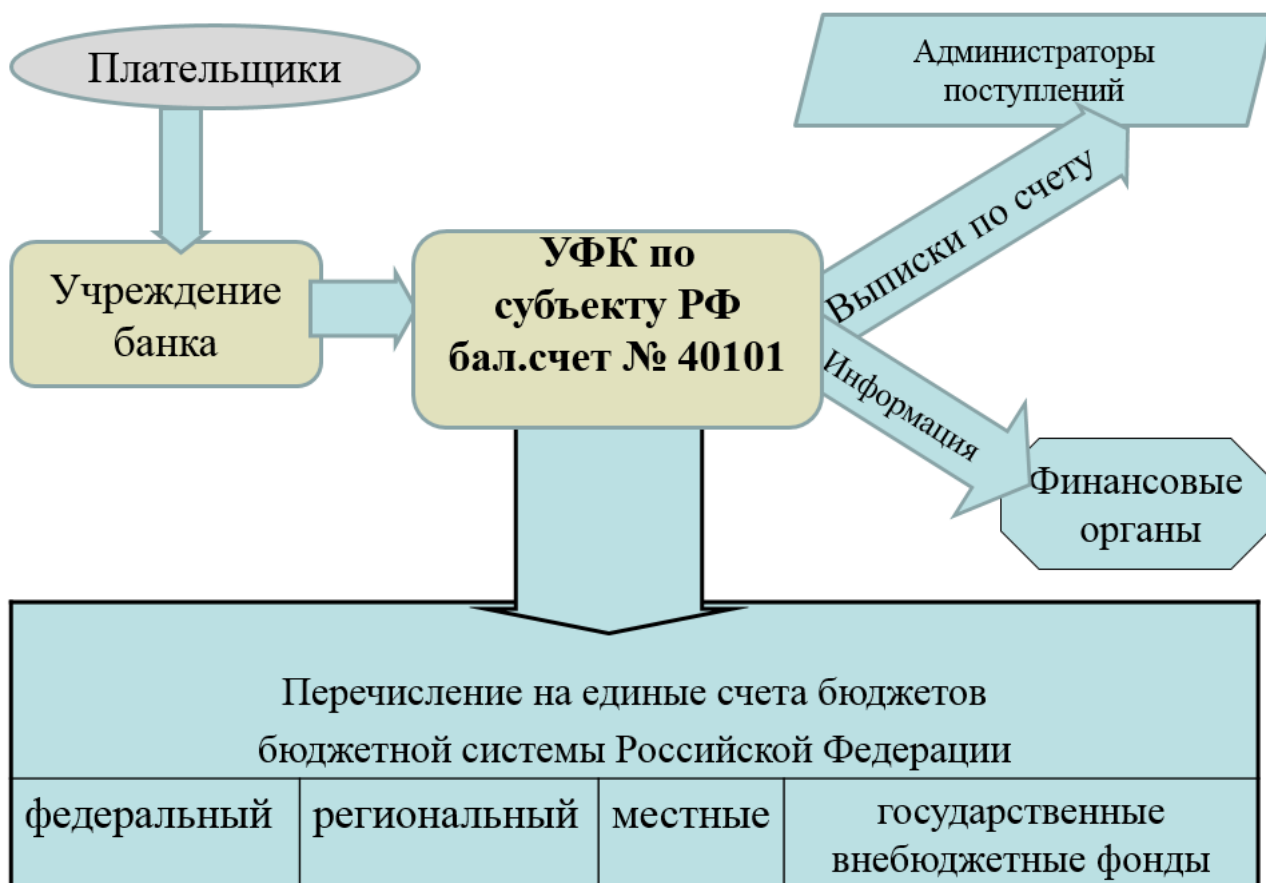 Плательщики
Администраторы
поступлений
Учреждение
банка
УФК по
субъекту РФ
бал.счет № 40101
Выписки по счету
Информация
Финансовые
органы
Перечисление на единые счета бюджетов
бюджетной системы Российской Федерации
федеральный
региональный
местные
государственные
внебюджетные фонды